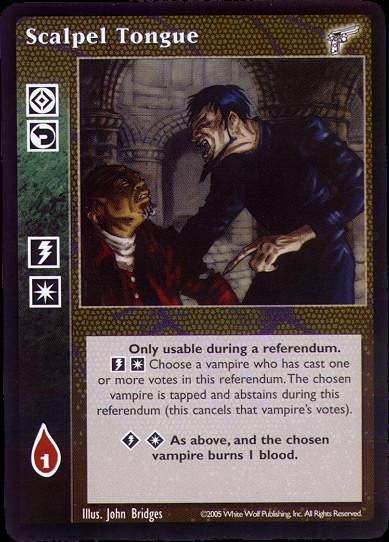 Scalpel Tongue
Only usable during a referendum.
Choose a vampire who has cast one
or more votes in this referendum. The chosen
vampire is tapped and abstains during this
referendum (this cancels that vampire's votes).
As above, and the chosen
vampire burns 1 blood.
1
Illus. John Bridges ©2005 White Wolf Publishing, Inc. All Rights Reserved.